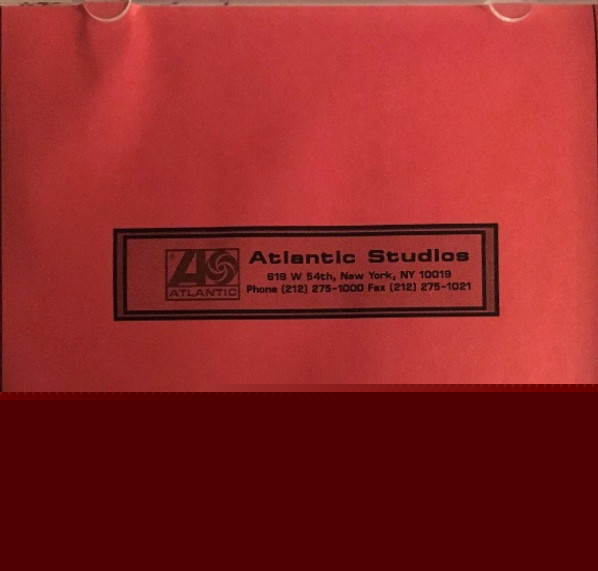 ATLANTIC
Atlantic Studios
619 W 54th, New York, NY 10019
Phone (212) 275-1000 Fax (212) 275-1021